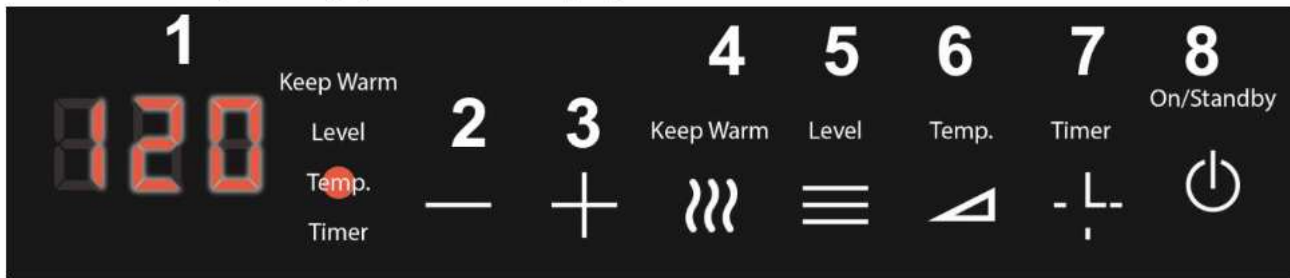 1
120
Keep Warm
Level
Temp.
Timer
2
3
4
Keep Warm
5
Level
6
Temp.
7
Timer
8
On/Standby